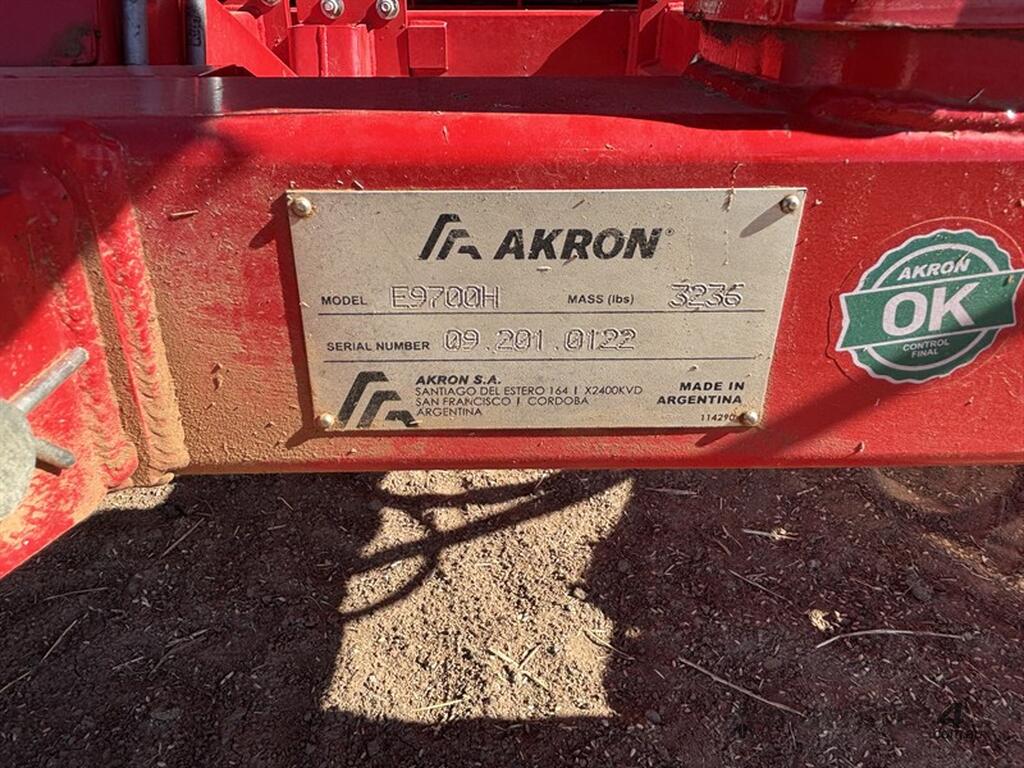 AKRON®
MODEL E9700H MASS (lbs) 3236
SERIAL NUMBER 09.201.0122
AKRON S.A.
SANTIAGO DEL ESTERO 164 | X2400KVD
SAN FRANCISCO | CORDOBA
ARGENTINA
MADE IN
ARGENTINA
AKRON
OK
CONTROL
FINAL